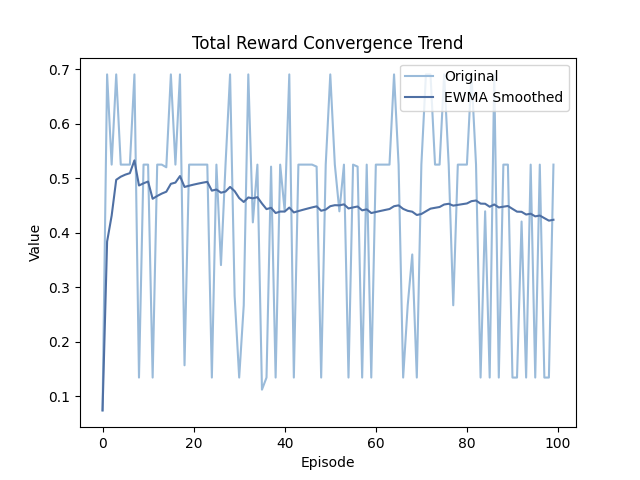 Total Reward Convergence Trend
Original
EWMA Smoothed
Value
0.7
0.6
0.5
0.4
0.3
0.2
0.1
0 20 40 60 80 100
Episode